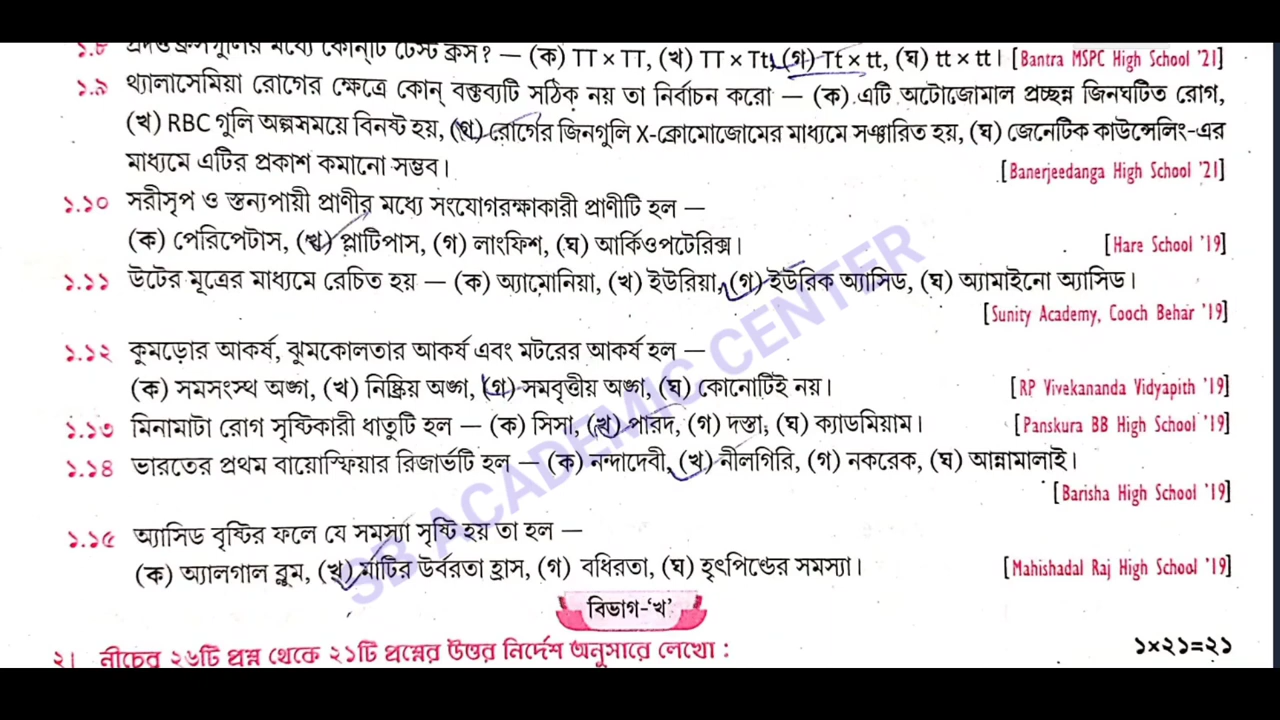 ১.৮ প্রদত্ত ক্রসগুলির মধ্যে কোন্‌টি টেস্ট ক্রস? — (ক) TT × TT, (খ) TT × Tt, (গ) Tt × tt, (ঘ) tt × tt। [Bantra MSPC High School '21]
১.৯ থ্যালাসেমিয়া রোগের ক্ষেত্রে কোন্ বক্তব্যটি সঠিক নয় তা নির্বাচন করো — (ক) এটি অটোজোমাল প্রচ্ছন্ন জিনঘটিত রোগ,
(খ) RBC গুলি অল্পসময়ে বিনষ্ট হয়, (গ) রোগের জিনগুলি X-ক্রোমোজোমের মাধ্যমে সঞ্চারিত হয়, (ঘ) জেনেটিক কাউন্সেলিং-এর
মাধ্যমে এটির প্রকাশ কমানো সম্ভব। [Banerjeedanga High School '21]
১.১০ সরীসৃপ ও স্তন্যপায়ী প্রাণীর মধ্যে সংযোগরক্ষাকারী প্রাণীটি হল —
(ক) পেরিপেটাস, (খ) প্লাটিপাস, (গ) লাংফিশ, (ঘ) আর্কিওপটেরিক্স। [Hare School '19]
১.১১ উটের মূত্রের মাধ্যমে রেচিত হয় — (ক) অ্যামোনিয়া, (খ) ইউরিয়া, (গ) ইউরিক অ্যাসিড, (ঘ) অ্যামাইনো অ্যাসিড।
[Sunity Academy, Cooch Behar '19]
১.১২ কুমড়োর আকর্ষ, ঝুমকোলতার আকর্ষ এবং মটরের আকর্ষ হল —
(ক) সমসংস্থ অঙ্গ, (খ) নিষ্ক্রিয় অঙ্গ, (গ) সমবৃত্তীয় অঙ্গ, (ঘ) কোনোটিই নয়। [RP Vivekananda Vidyapith '19]
১.১৩ মিনামাটা রোগ সৃষ্টিকারী ধাতুটি হল — (ক) সিসা, (খ) পারদ, (গ) দস্তা, (ঘ) ক্যাডমিয়াম। [Panskura BB High School '19]
১.১৪ ভারতের প্রথম বায়োস্ফিয়ার রিজার্ভটি হল — (ক) নন্দাদেবী, (খ) নীলগিরি, (গ) নকরেক, (ঘ) আন্নামালাই।
[Barisha High School '19]
১.১৫ অ্যাসিড বৃষ্টির ফলে যে সমস্যা সৃষ্টি হয় তা হল —
(ক) অ্যালগাল ব্লুম, (খ) মাটির উর্বরতা হ্রাস, (গ) বধিরতা, (ঘ) হৃৎপিণ্ডের সমস্যা। [Mahishadal Raj High School '19]
SB ACADEMIC CENTER
বিভাগ-'খ'
২। নীচের ২৬টি প্রশ্ন থেকে ২১টি প্রশ্নের উত্তর নির্দেশ অনুসারে লেখো : ১×২১=২১